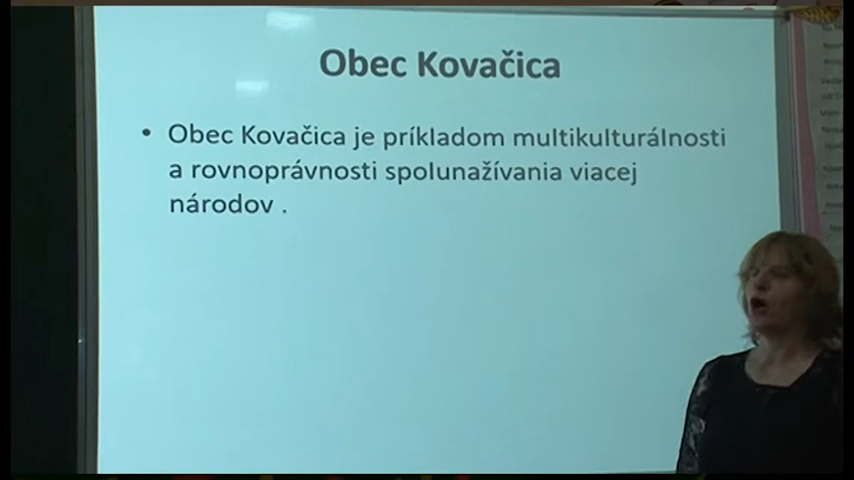 Obec Kovačica
• Obec Kovačica je príkladom multikulturálnosti
a rovnoprávnosti spolunažívania viacej
národov .